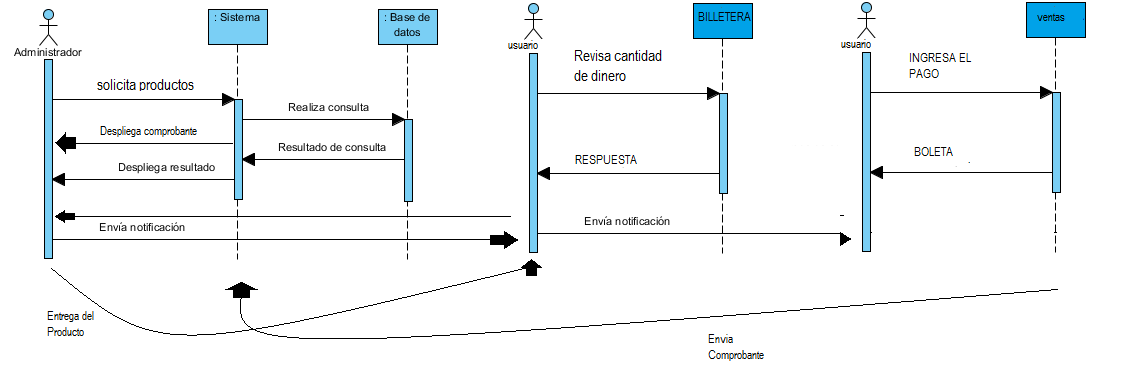 Administrador
: Sistema
: Base de
datos
usuario
BILLETERA
usuario
ventas
solicita productos
Realiza consulta
Despliega comprobante
Resultado de consulta
Despliega resultado
Envía notificación
Revisa cantidad
de dinero
RESPUESTA
Envía notificación
INGRESA EL
PAGO
BOLETA
Entrega del
Producto
Envia
Comprobante